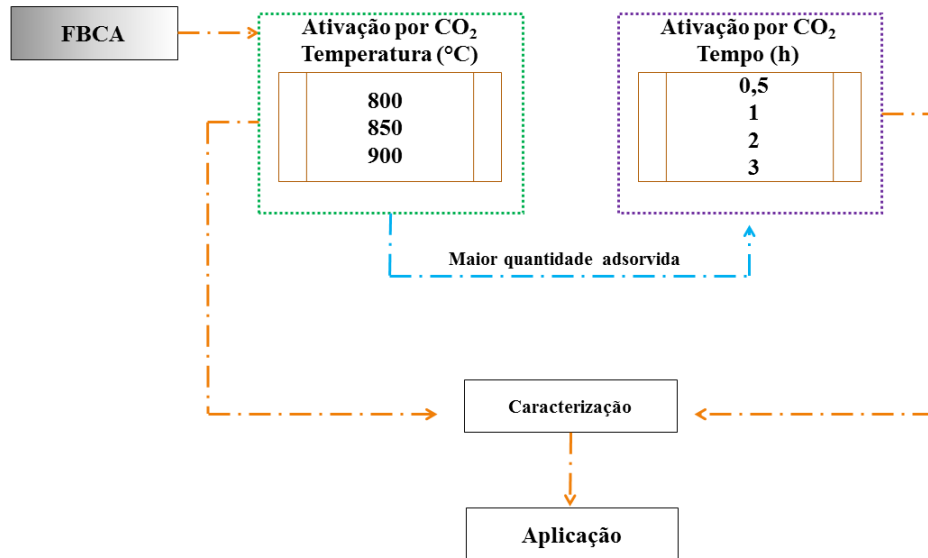 FBCA
Ativação por CO₂
Temperatura (°C)
800
850
900
Ativação por CO₂
Tempo (h)
0,5
1
2
3
Maior quantidade adsorvida
Caracterização
Aplicação